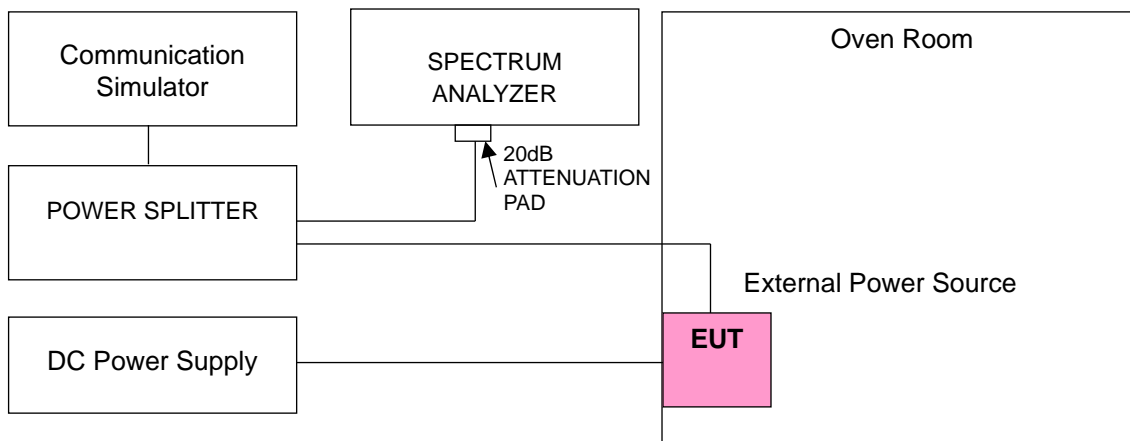 Communication
Simulator
SPECTRUM
ANALYZER
Oven Room
20dB
ATTENUATION
PAD
POWER SPLITTER
External Power Source
EUT
DC Power Supply